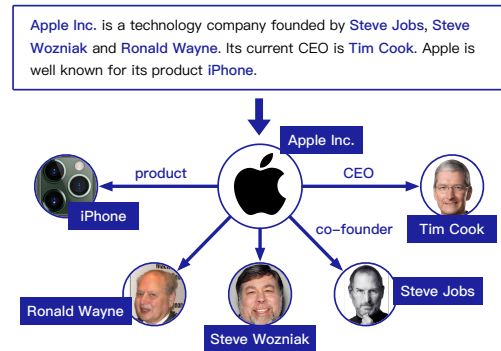 Apple Inc. is a technology company founded by Steve Jobs, Steve
Wozniak and Ronald Wayne. Its current CEO is Tim Cook. Apple is
well known for its product iPhone.
Apple Inc.
product
CEO
iPhone
Tim Cook
co-founder
Steve Jobs
Ronald Wayne
Steve Wozniak